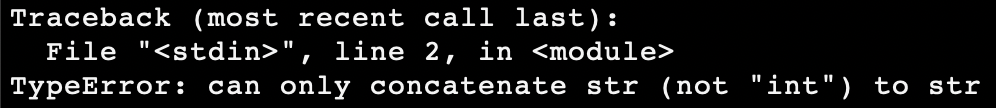 Traceback (most recent call last):
  File "<stdin>", line 2, in <module>
TypeError: can only concatenate str (not "int") to str